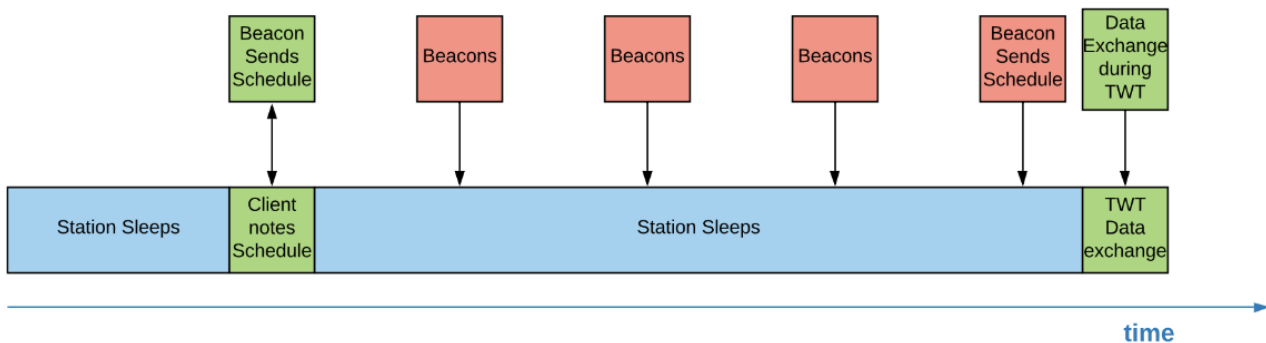 Beacon
Sends
Schedule
Beacons
Beacons
Beacons
Beacon
Sends
Schedule
Data
Exchange
during
TWT
Station Sleeps
Client
notes
Schedule
Station Sleeps
TWT
Data
exchange
time